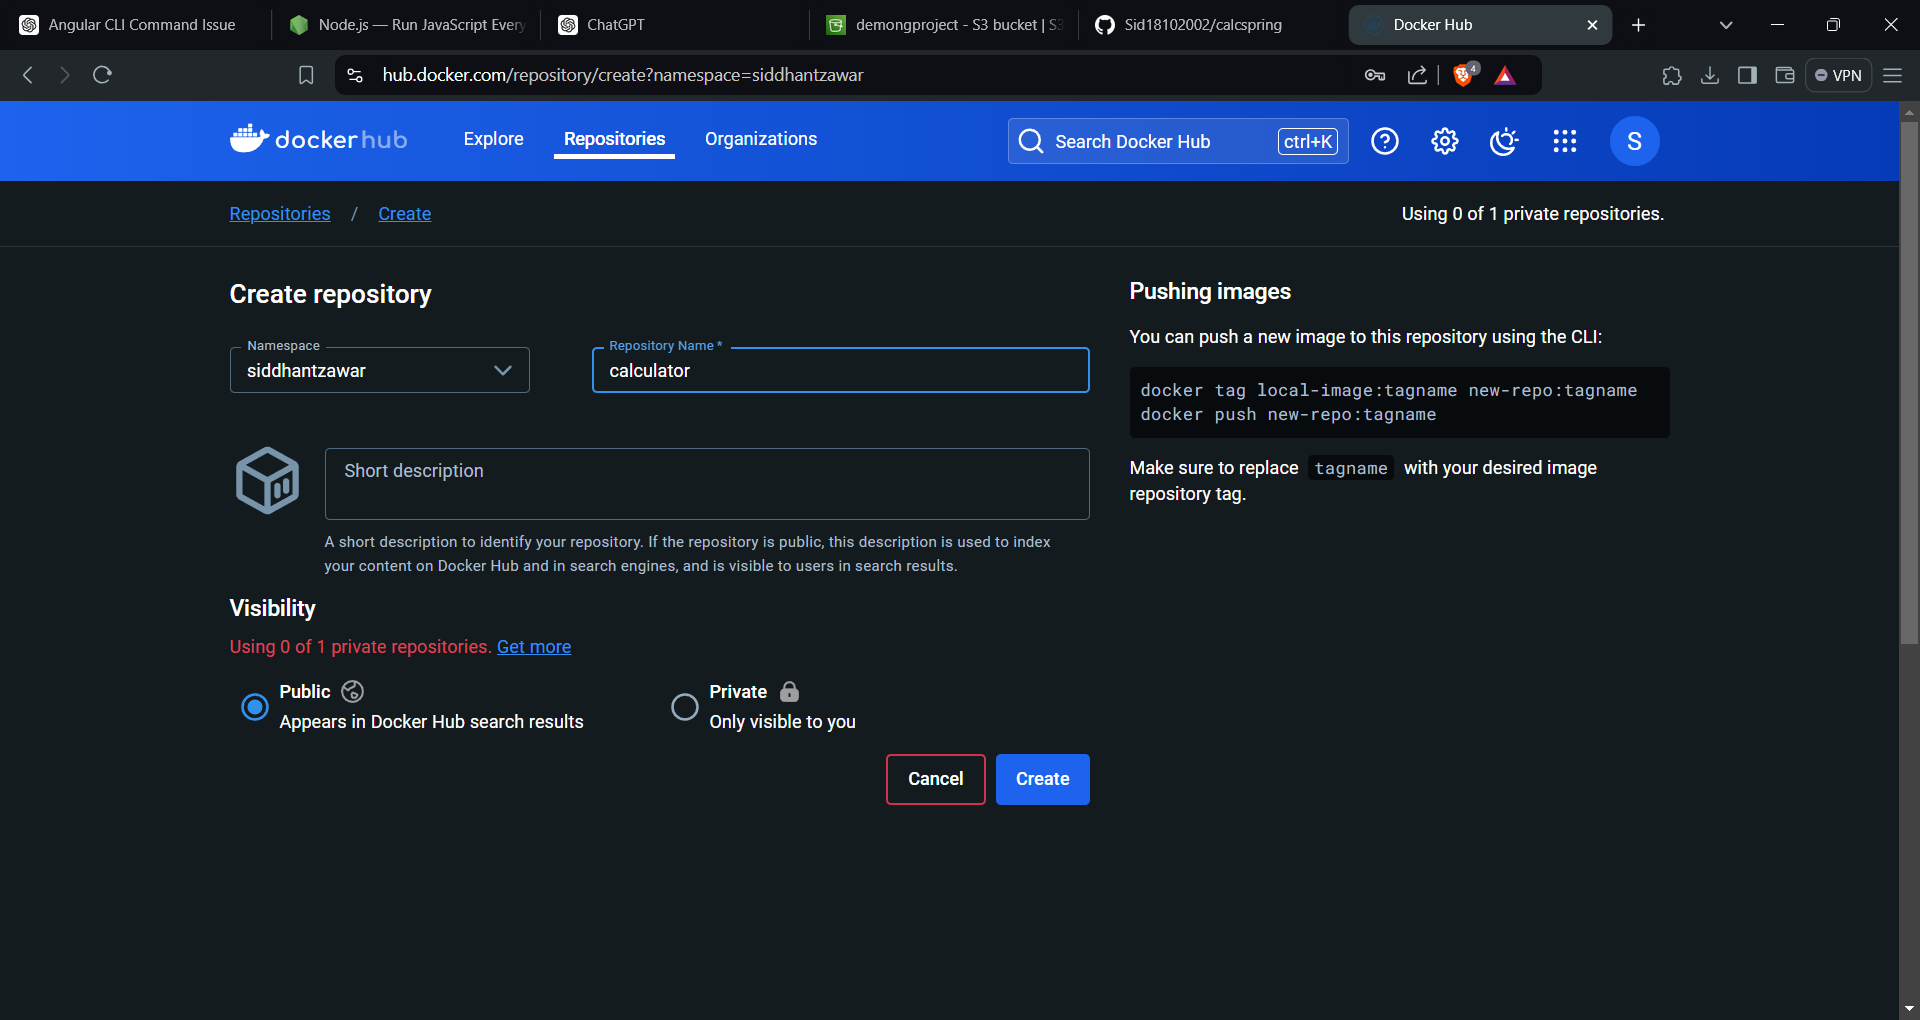 Angular CLI Command Issue
Node.js — Run JavaScript Every
ChatGPT
demongproject - S3 bucket | S3
Sid18102002/calcspring
Docker Hub
hub.docker.com/repository/create?namespace=siddhantzawar
4
VPN
dockerhub
Explore
Repositories
Organizations
Search Docker Hub
ctrl+K
S
Repositories / Create
Using 0 of 1 private repositories.
Create repository
Namespace
siddhantzawar
Repository Name *
calculator
Short description
A short description to identify your repository. If the repository is public, this description is used to index
your content on Docker Hub and in search engines, and is visible to users in search results.
Visibility
Using 0 of 1 private repositories. Get more
Public
Appears in Docker Hub search results
Private
Only visible to you
Cancel
Create
Pushing images
You can push a new image to this repository using the CLI:
docker tag local-image:tagname new-repo:tagname
docker push new-repo:tagname
Make sure to replace tagname with your desired image
repository tag.